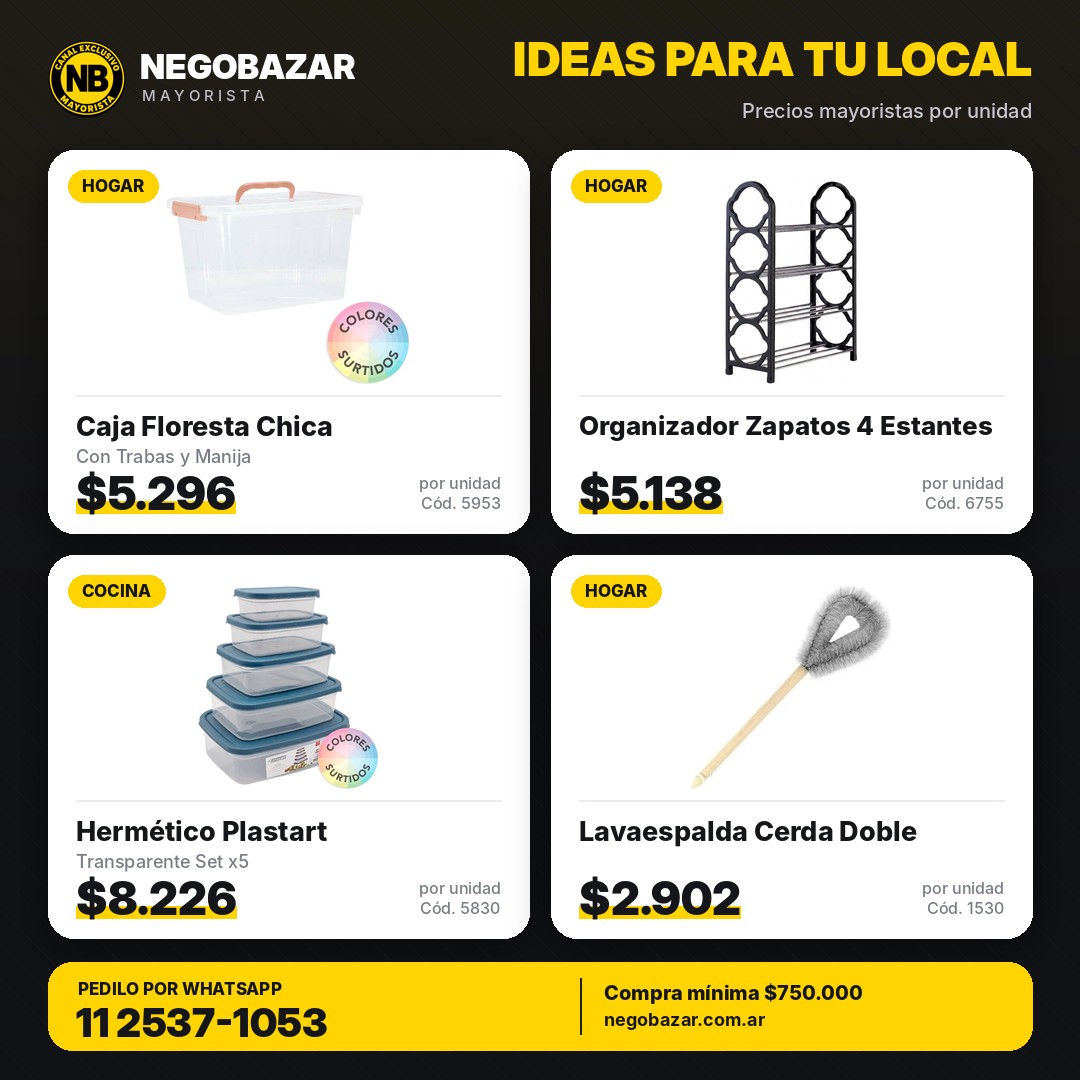 CANAL EXCLUSIVO
NB
MAYORISTA
NEGOBAZAR
MAYORISTA
IDEAS PARA TU LOCAL
Precios mayoristas por unidad
HOGAR
COLORES
SURTIDOS
Caja Floresta Chica
Con Trabas y Manija
$5.296
por unidad
Cód. 5953
HOGAR
Organizador Zapatos 4 Estantes
$5.138
por unidad
Cód. 6755
COCINA
COLORES
SURTIDOS
Hermético Plastart
Transparente Set x5
$8.226
por unidad
Cód. 5830
HOGAR
Lavaespalda Cerda Doble
$2.902
por unidad
Cód. 1530
PEDILO POR WHATSAPP
11 2537-1053
Compra mínima $750.000
negobazar.com.ar